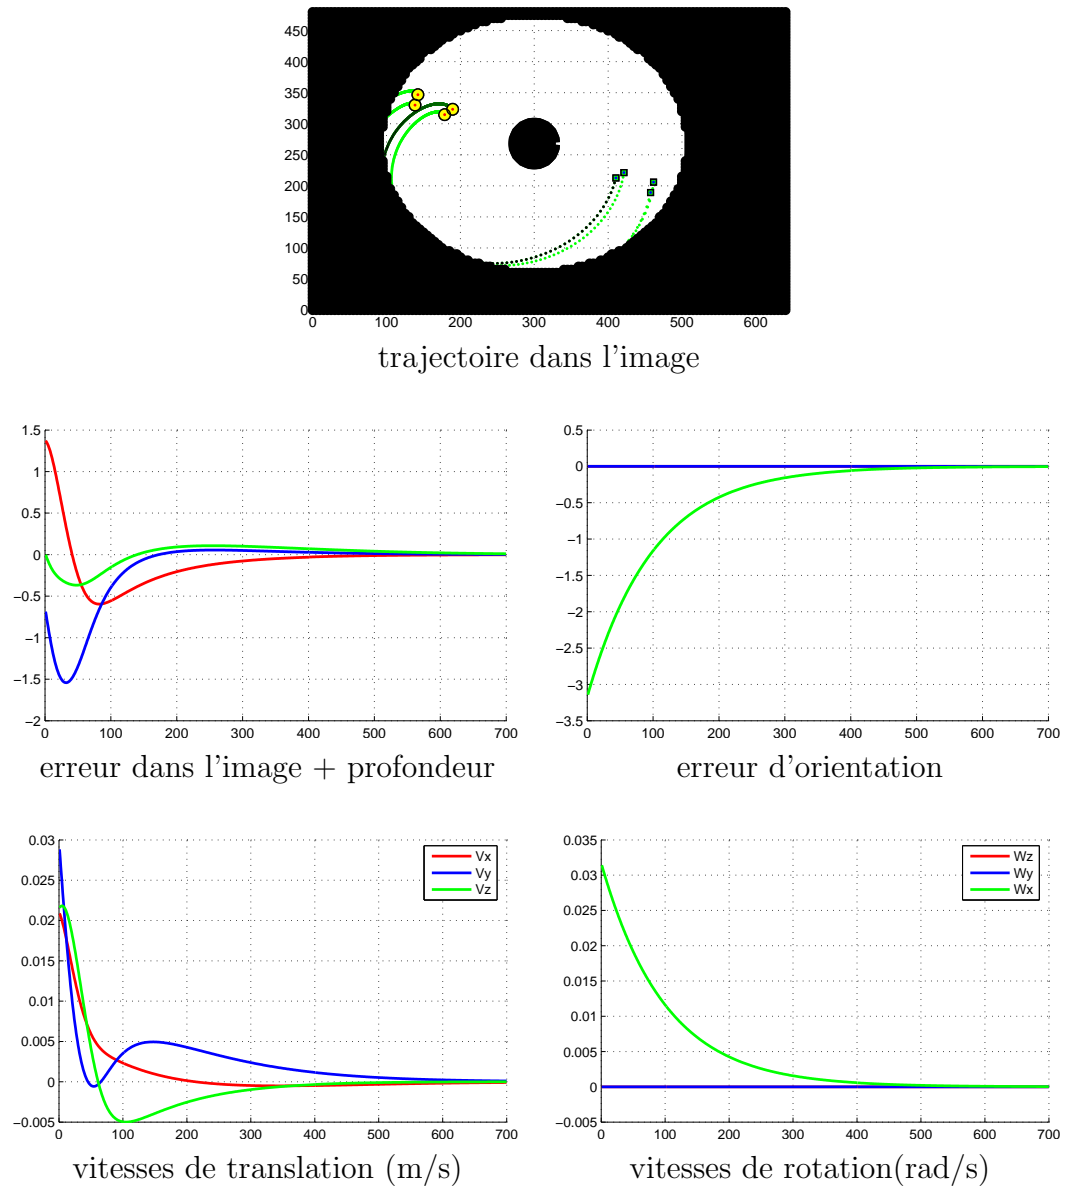 450
400
350
300
250
200
150
100
50
0
0 100 200 300 400 500 600
trajectoire dans l'image
1.5
1
0.5
0
−0.5
−1
−1.5
−2
0 100 200 300 400 500 600 700
erreur dans l'image + profondeur
0.5
0
−0.5
−1
−1.5
−2
−2.5
−3
−3.5
0 100 200 300 400 500 600 700
erreur d'orientation
0.03
0.025
0.02
0.015
0.01
0.005
0
−0.005
0 100 200 300 400 500 600 700
Vx
Vy
Vz
vitesses de translation (m/s)
0.035
0.03
0.025
0.02
0.015
0.01
0.005
0
−0.005
0 100 200 300 400 500 600 700
Wz
Wy
Wx
vitesses de rotation(rad/s)